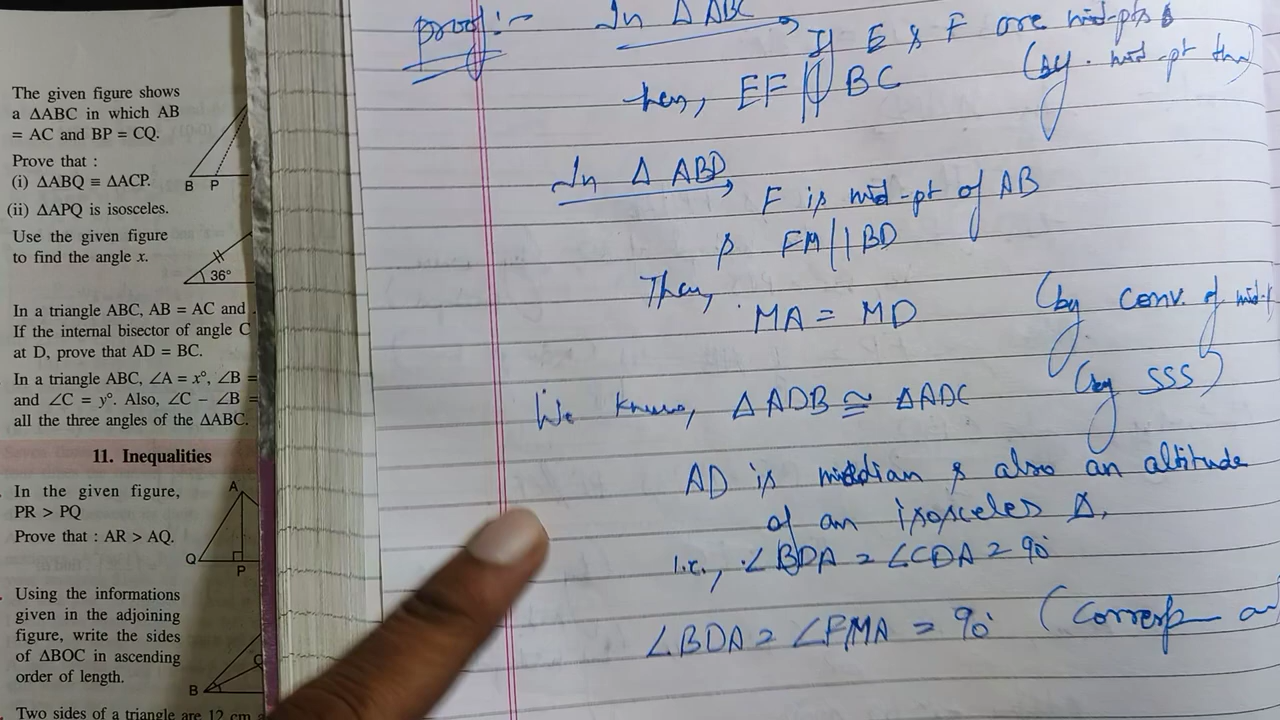 The given figure shows
a ΔABC in which AB
= AC and BP = CQ.
Prove that :
(i) ΔABQ ≡ ΔACP.
(ii) ΔAPQ is isosceles.
B P
Use the given figure
to find the angle x.
36°
In a triangle ABC, AB = AC and
If the internal bisector of angle C
at D, prove that AD = BC.
In a triangle ABC, ∠A = x°, ∠B =
and ∠C = y°. Also, ∠C − ∠B =
all the three angles of the ΔABC.
11. Inequalities
In the given figure,
PR > PQ
Prove that : AR > AQ.
A
Q
P
Using the informations
given in the adjoining
figure, write the sides
of ΔBOC in ascending
order of length.
B
Two sides of a triangle are 12 cm
proof :-
In Δ ABC
If E & F are mid-pts
then, EF || BC (by mid-pt thm)
In Δ ABD
F is mid-pt of AB
& FM || BD
Then,
MA = MD (by conv. of mid-
We know, ΔADB ≅ ΔADC (by SSS)
AD is median & also an altitude
of an isosceles Δ.
i.e., ∠BDA = ∠CDA = 90°
∠BDA = ∠FMA = 90° (Corresp